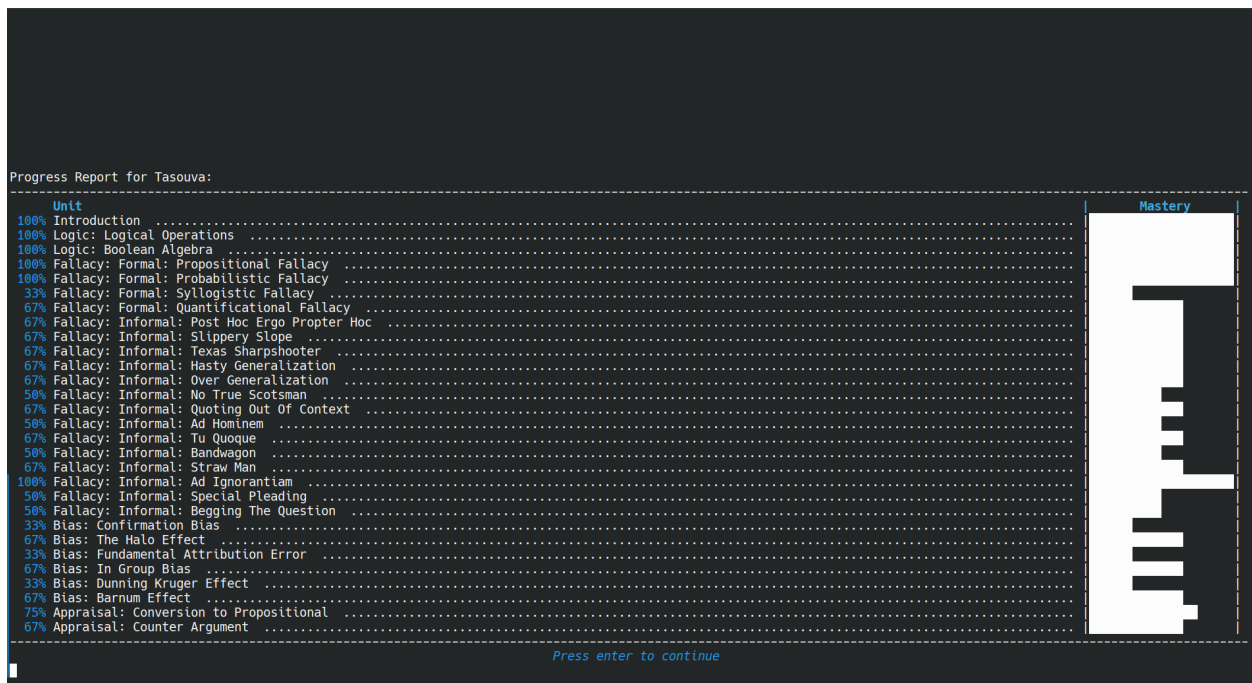 Progress Report for Tasouva:
--------------------------------------------------------------------------------
Unit | Mastery |
100% Introduction ........................................ | |
100% Logic: Logical Operations ........................................ | |
100% Logic: Boolean Algebra ........................................ | |
100% Fallacy: Formal: Propositional Fallacy ........................................ | |
100% Fallacy: Formal: Probabilistic Fallacy ........................................ | |
33% Fallacy: Formal: Syllogistic Fallacy ........................................ | |
67% Fallacy: Formal: Quantificational Fallacy ........................................ | |
67% Fallacy: Informal: Post Hoc Ergo Propter Hoc ........................................ | |
67% Fallacy: Informal: Slippery Slope ........................................ | |
67% Fallacy: Informal: Texas Sharpshooter ........................................ | |
67% Fallacy: Informal: Hasty Generalization ........................................ | |
67% Fallacy: Informal: Over Generalization ........................................ | |
50% Fallacy: Informal: No True Scotsman ........................................ | |
67% Fallacy: Informal: Quoting Out Of Context ........................................ | |
50% Fallacy: Informal: Ad Hominem ........................................ | |
67% Fallacy: Informal: Tu Quoque ........................................ | |
50% Fallacy: Informal: Bandwagon ........................................ | |
67% Fallacy: Informal: Straw Man ........................................ | |
100% Fallacy: Informal: Ad Ignorantiam ........................................ | |
50% Fallacy: Informal: Special Pleading ........................................ | |
50% Fallacy: Informal: Begging The Question ........................................ | |
33% Bias: Confirmation Bias ........................................ | |
67% Bias: The Halo Effect ........................................ | |
33% Bias: Fundamental Attribution Error ........................................ | |
67% Bias: In Group Bias ........................................ | |
33% Bias: Dunning Kruger Effect ........................................ | |
67% Bias: Barnum Effect ........................................ | |
75% Appraisal: Conversion to Propositional ........................................ | |
67% Appraisal: Counter Argument ........................................ | |
--------------------------------------------------------------------------------
Press enter to continue